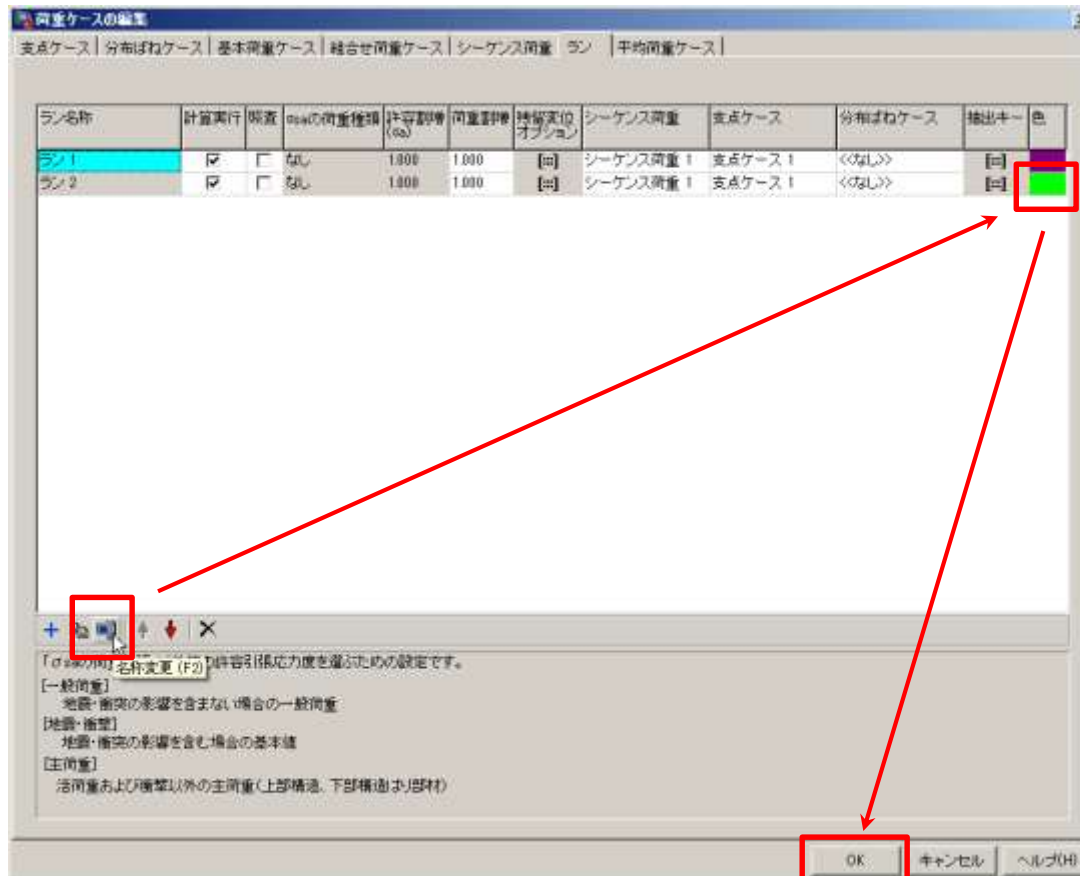 荷重ケースの編集
支点ケース 分布ばねケース 基本荷重ケース 組合せ荷重ケース シーケンス荷重 ラン 平均荷重ケース
ラン名称 計算実行 照査 σsaの荷重種類 許容割増(σa) 荷重割増 残留変位オプション シーケンス荷重 支点ケース 分布ばねケース 抽出キー 色
ラン 1 なし 1.000 1.000 [::] シーケンス荷重 1 支点ケース 1 <<なし>> [::]
ラン 2 なし 1.000 1.000 [::] シーケンス荷重 1 支点ケース 1 <<なし>> [::]
名称変更 (F2)
許容引張応力度を選ぶための設定です。
[一般荷重]
地震・衝突の影響を含まない場合の一般荷重
[地震・衝撃]
地震・衝突の影響を含む場合の基本値
[主荷重]
活荷重および衝撃以外の主荷重(上部構造、下部構造はり部材)
OK キャンセル ヘルプ(H)